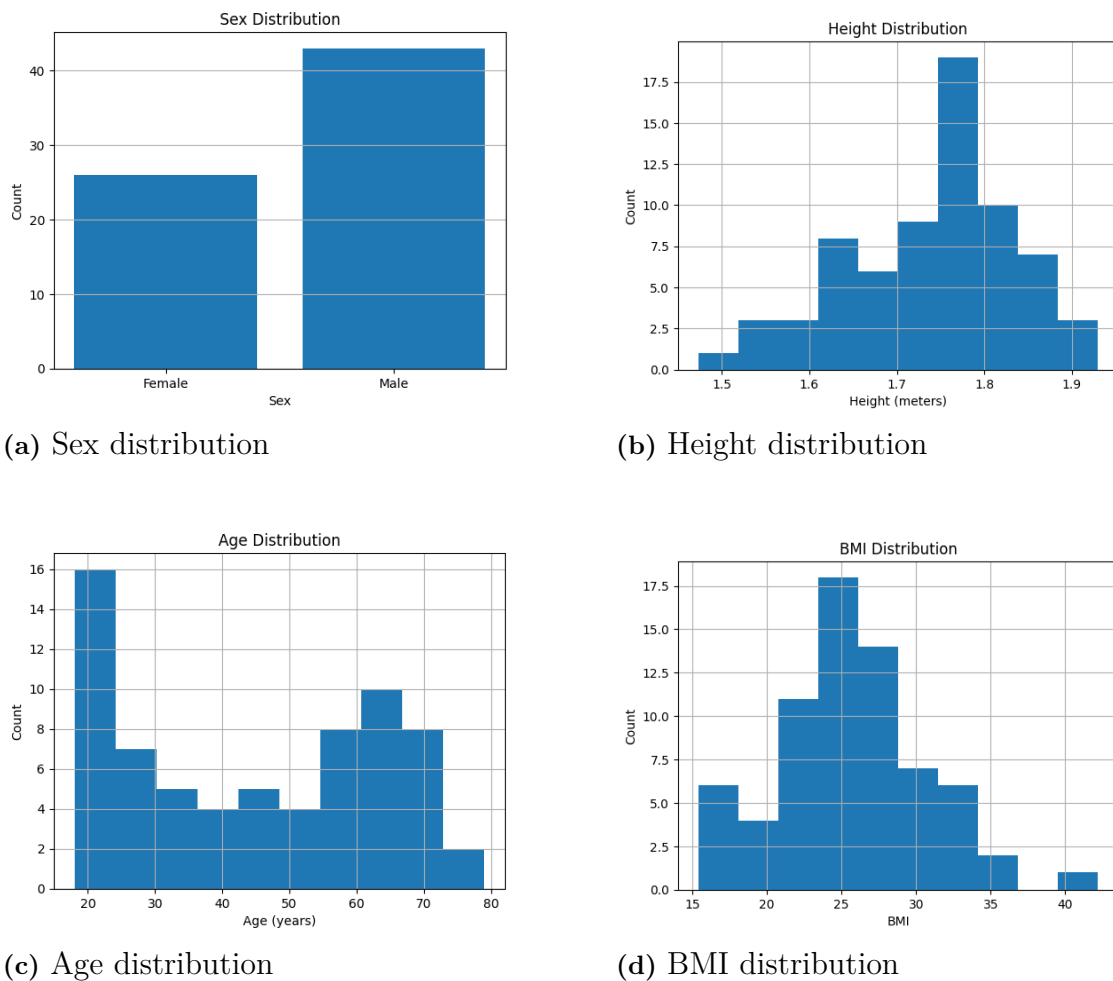 Sex Distribution
40
30
20
10
0
Count
Female Male
Sex
(a) Sex distribution
Height Distribution
17.5
15.0
12.5
10.0
7.5
5.0
2.5
0.0
Count
1.5 1.6 1.7 1.8 1.9
Height (meters)
(b) Height distribution
Age Distribution
16
14
12
10
8
6
4
2
0
Count
20 30 40 50 60 70 80
Age (years)
(c) Age distribution
BMI Distribution
17.5
15.0
12.5
10.0
7.5
5.0
2.5
0.0
Count
15 20 25 30 35 40
BMI
(d) BMI distribution